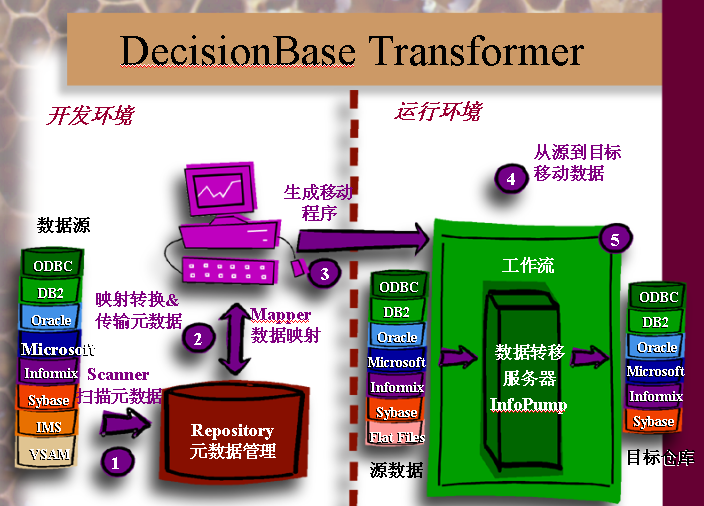 DecisionBase Transformer
开发环境
运行环境
从源到目标
移动数据
4
生成移动
程序
3
5
数据源
ODBC
DB2
Oracle
Microsoft
Informix
Sybase
IMS
VSAM
映射转换&
传输元数据
2
Mapper
数据映射
Scanner
扫描元数据
1
Repository
元数据管理
ODBC
DB2
Oracle
Microsoft
Informix
Sybase
Flat Files
源数据
工作流
数据转移
服务器
InfoPump
ODBC
DB2
Oracle
Microsoft
Informix
Sybase
目标仓库